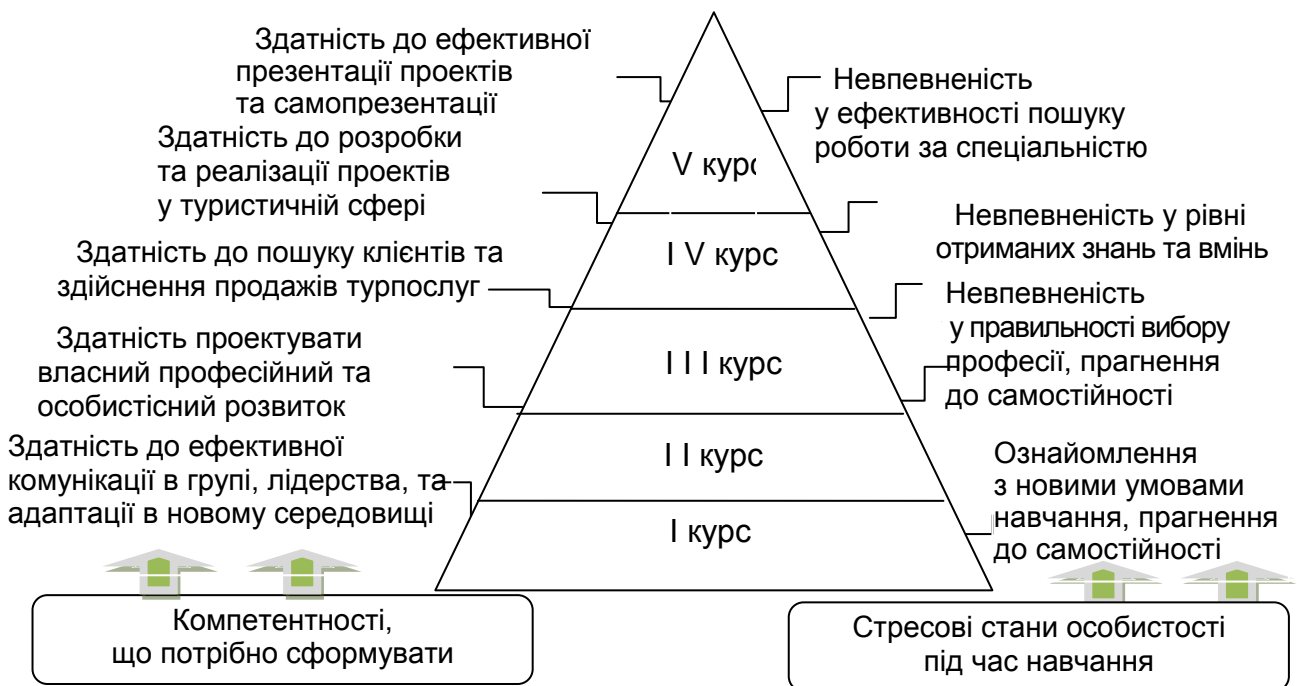 Здатність до ефективної
презентації проектів
та самопрезентації
Здатність до розробки
та реалізації проектів
у туристичній сфері
Здатність до пошуку клієнтів та
здійснення продажів турпослуг
Здатність проектувати
власний професійний та
особистісний розвиток
Здатність до ефективної
комунікації в групі, лідерства, та
адаптації в новому середовищі
V курс
I V курс
I I I курс
I I курс
I курс
Невпевненість
у ефективності пошуку
роботи за спеціальністю
Невпевненість у рівні
отриманих знань та вмінь
Невпевненість
у правильності вибору
професії, прагнення
до самостійності
Ознайомлення
з новими умовами
навчання, прагнення
до самостійності
Компетентності,
що потрібно сформувати
Стресові стани особистості
під час навчання